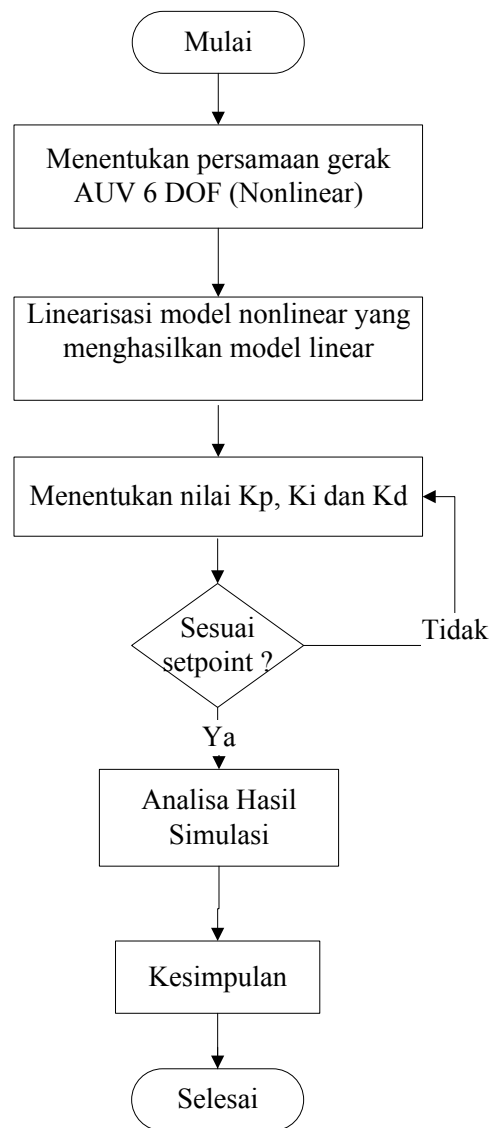 Mulai
Menentukan persamaan gerak
AUV 6 DOF (Nonlinear)
Linearisasi model nonlinear yang
menghasilkan model linear
Menentukan nilai Kp, Ki dan Kd
Sesuai
setpoint ?
Tidak
Ya
Analisa Hasil
Simulasi
Kesimpulan
Selesai